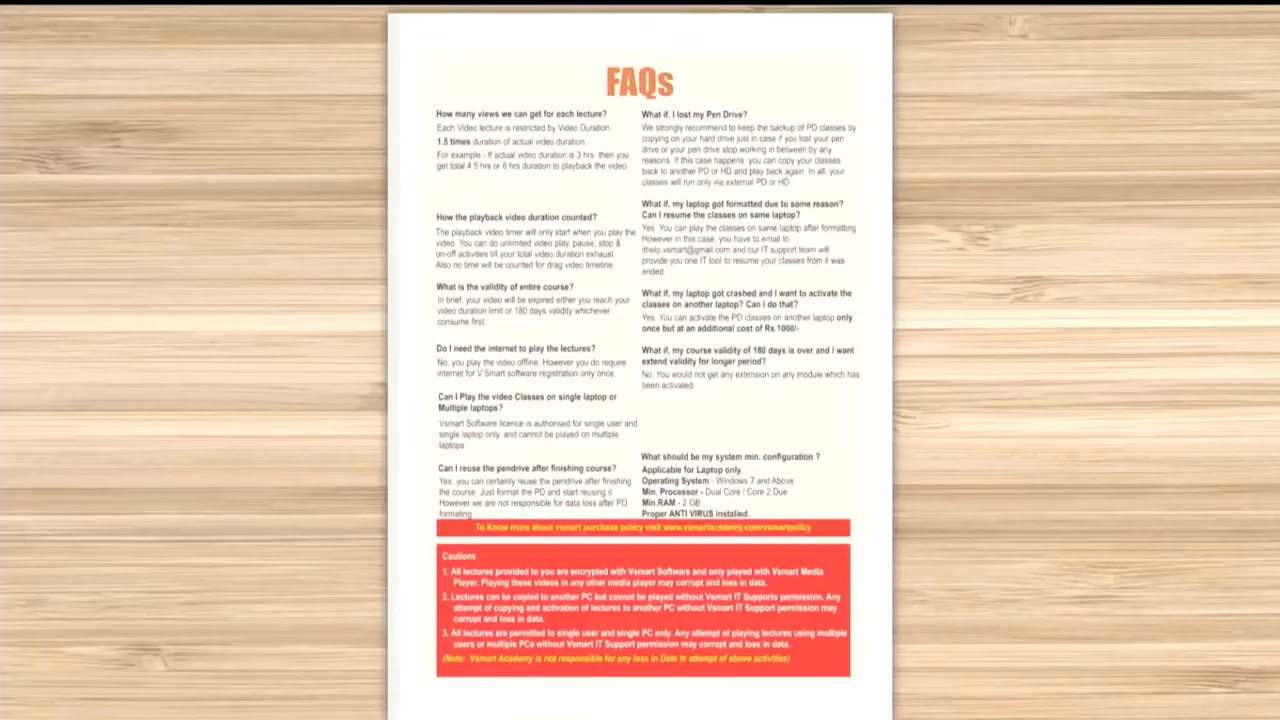 FAQs
How many views we can get for each lecture?
Each Video lecture is restricted by Video Duration.
1.5 times duration of actual video duration.
For example - If actual video duration is 3 hrs then you
get total 4.5 hrs or 6 hrs duration to playback the video
How the playback video duration counted?
The playback video timer will only start when you play the
video. You can do unlimited video play, pause, stop &
on-off activities till your total video duration exhaust.
Also no time will be counted for drag video timeline.
What is the validity of entire course?
In brief, your video will be expired either you reach your
video duration limit or 180 days validity whichever
consume first.
Do I need the internet to play the lectures?
No, you play the video offline. However you do require
internet for V'Smart software registration only once.
Can I Play the video Classes on single laptop or
Multiple laptops?
Vsmart Software licence is authorised for single user and
single laptop only and cannot be played on multiple
laptops
Can I reuse the pendrive after finishing course?
Yes, you can certainly reuse the pendrive after finishing
the course. Just format the PD and start reusing it.
However we are not responsible for data loss after PD
formating
What if, I lost my Pen Drive?
We strongly recommend to keep the backup of PD classes by
copying on your hard drive just in case if you lost your pen
drive or your pen drive stop working in between by any
reasons. If this case happens you can copy your classes
back to another PD or HD and play back again. In all, your
classes will run only via external PD or HD
What if, my laptop got formatted due to some reason?
Can I resume the classes on same laptop?
Yes. You can play the classes on same laptop after formatting
However in this case, you have to email to
ithelp.vsmart@gmail.com and our IT support team will
provide you one IT tool to resume your classes from it was
ended.
What if, my laptop got crashed and I want to activate the
classes on another laptop? Can I do that?
Yes. You can activate the PD classes on another laptop only
once but at an additional cost of Rs.1000/-
What if, my course validity of 180 days is over and I want
extend validity for longer period?
No. You would not get any extension on any module which has
been activated
What should be my system min. configuration ?
Applicable for Laptop only.
Operating System - Windows 7 and Above
Min. Processor - Dual Core / Core 2 Due
Min.RAM - 2 GB
Proper ANTI VIRUS installed.
To Know more about vsmart purchase policy visit www.vsmartacademy.com/vsmartpolicy
Cautions
1. All lectures provided to you are encrypted with Vsmart Software and only played with Vsmart Media
Player. Playing these videos in any other media player may corrupt and loss in data.
2. Lectures can be copied to another PC but cannot be played without Vsmart IT Supports permission. Any
attempt of copying and activation of lectures to another PC without Vsmart IT Support permission may
corrupt and loss in data.
3. All lectures are permitted to single user and single PC only. Any attempt of playing lectures using multiple
users or multiple PCs without Vsmart IT Support permission may corrupt and loss in data.
(Note: Vsmart Academy is not responsible for any loss in Data in attempt of above activities)